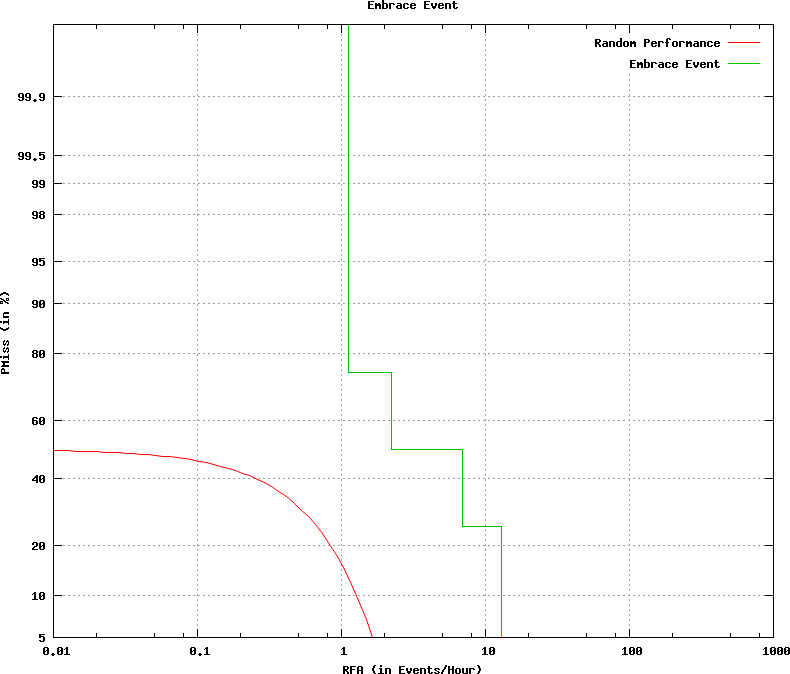 Embrace Event
Random Performance
Embrace Event
99.9
99.5
99
98
95
90
80
60
40
20
10
5
PMiss (in %)
0.01 0.1 1 10 100 1000
RFA (in Events/Hour)